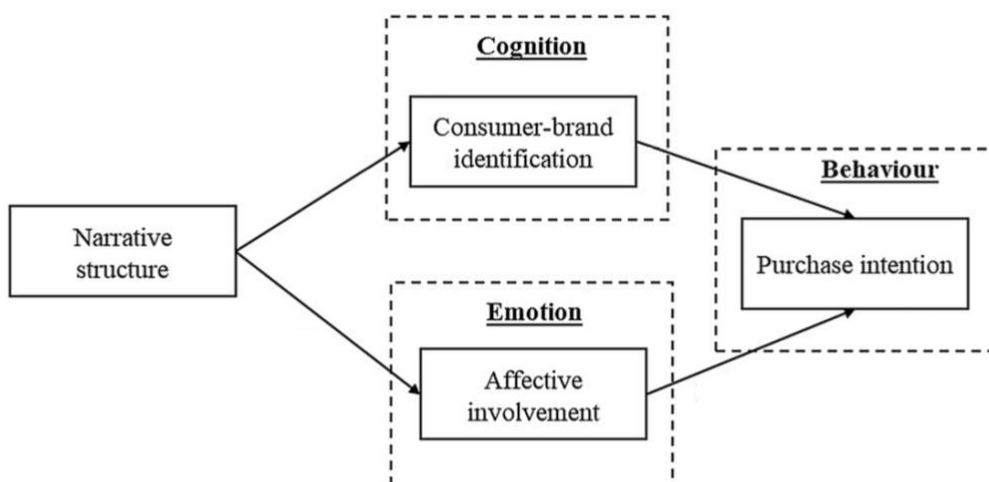 Cognition
Consumer-brand
identification
Behaviour
Narrative
structure
Purchase intention
Emotion
Affective
involvement